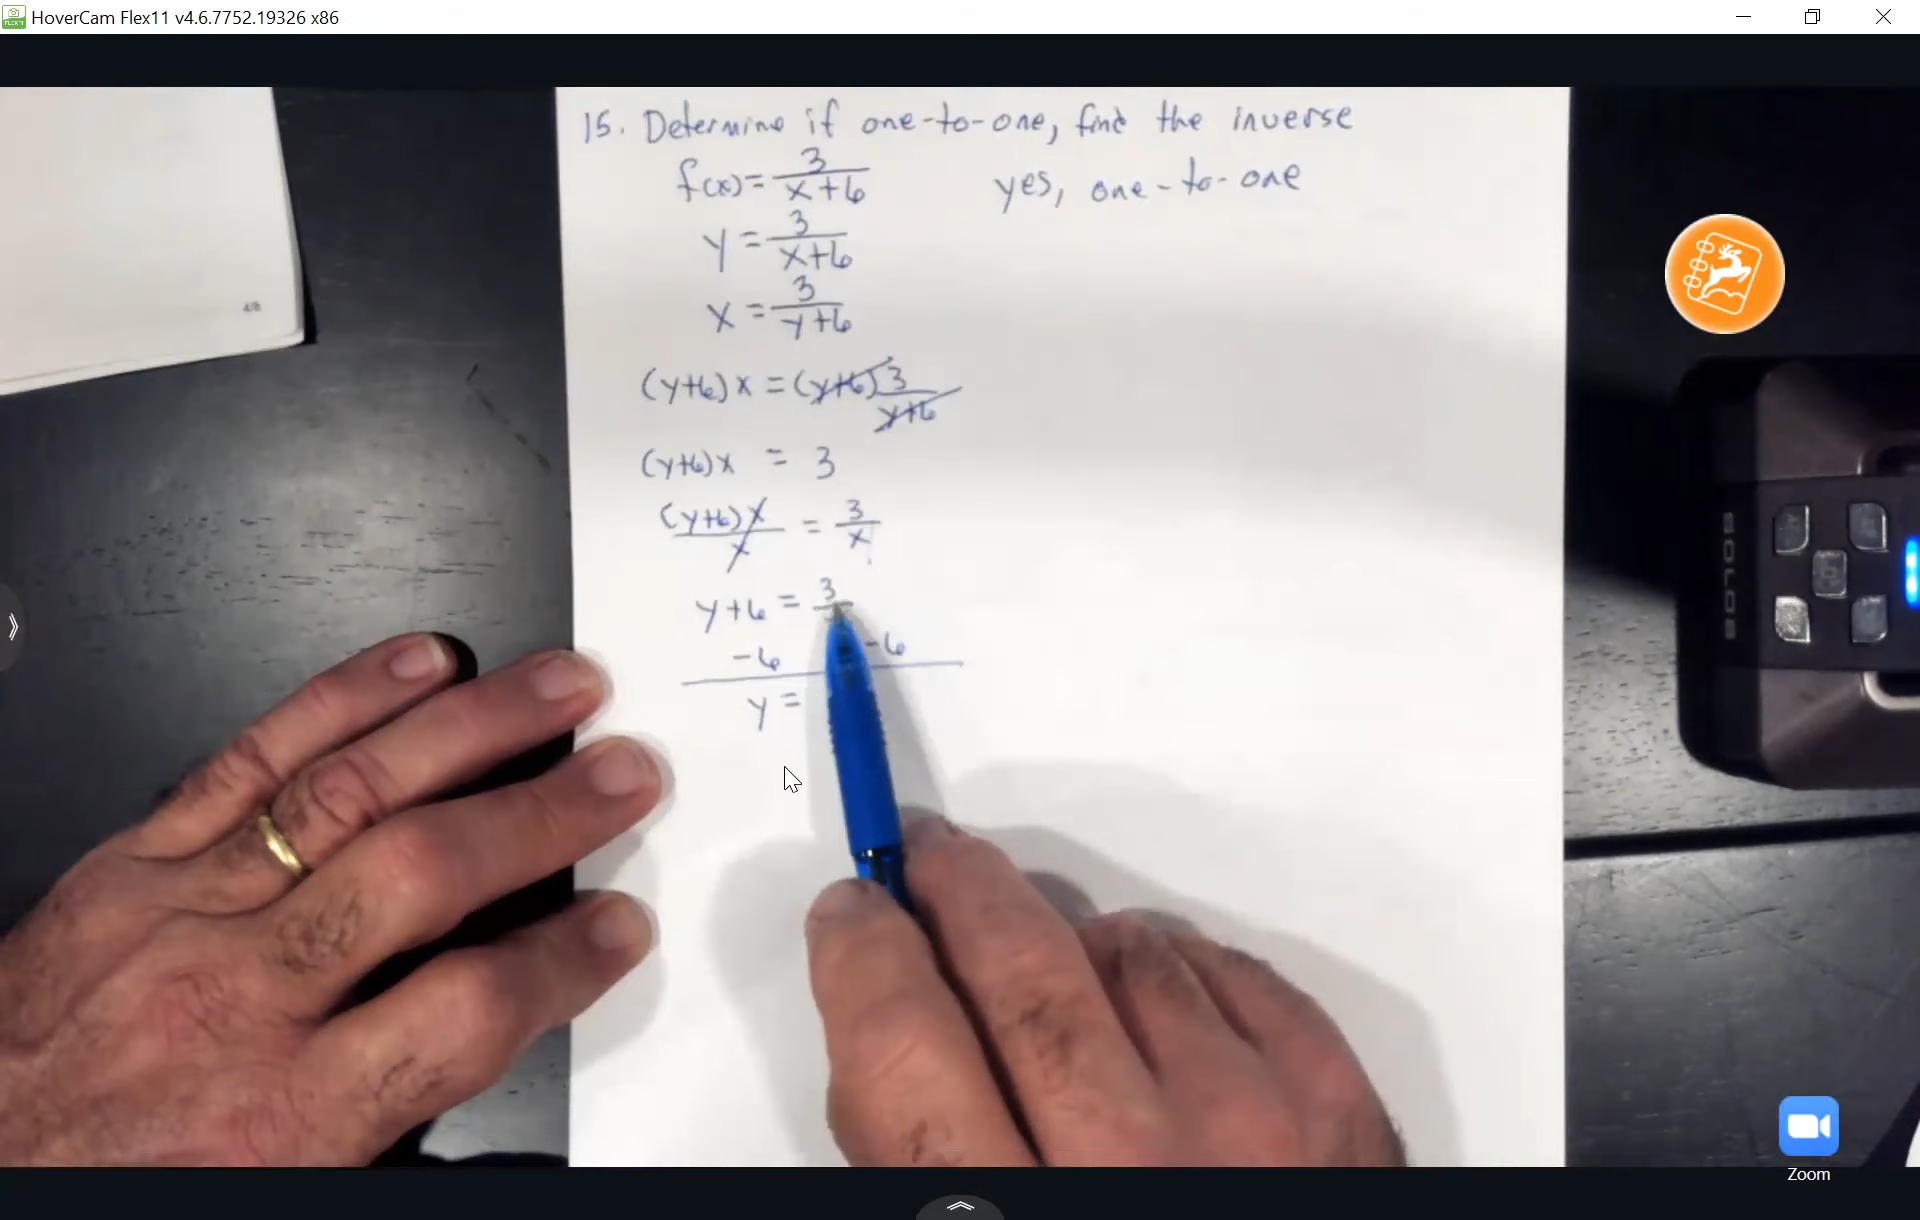 HoverCam Flex11 v4.6.7752.19326 x86
15. Determine if one-to-one, find the inverse
f(x) = 3/(x+6) yes, one-to-one
y = 3/(x+6)
x = 3/(y+6)
(y+6)x = (y+6) 3/(y+6)
(y+6)x = 3
(y+6)x/x = 3/x
y+6 = 3
-6 -6
y =
SOLO8
Zoom